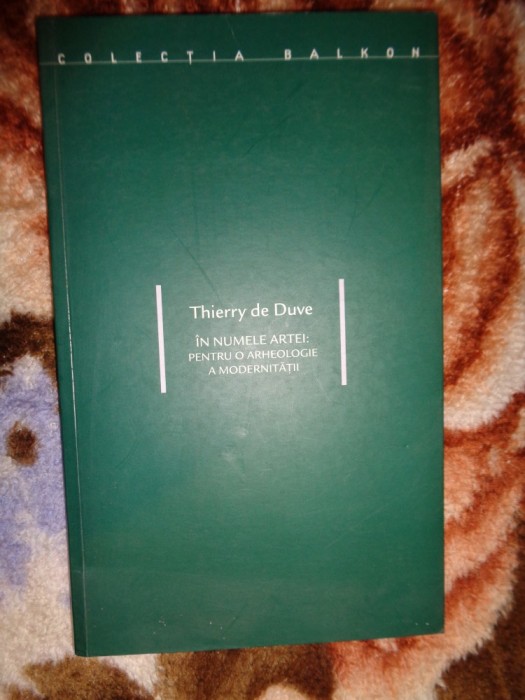 COLECȚIA BALKON
Thierry de Duve
ÎN NUMELE ARTEI:
PENTRU O ARHEOLOGIE
A MODERNITĂȚII